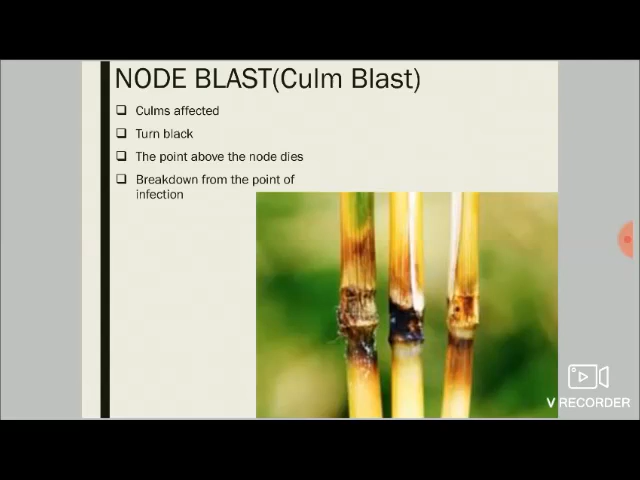 NODE BLAST(Culm Blast)
Culms affected
Turn black
The point above the node dies
Breakdown from the point of
infection
V RECORDER